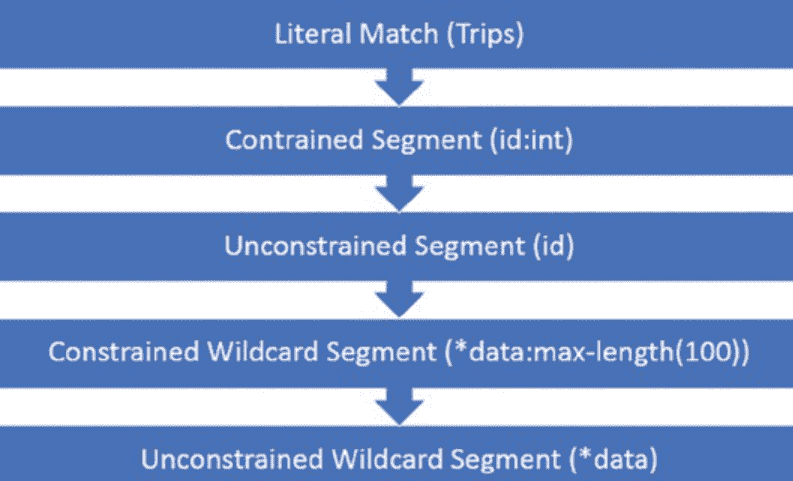 Literal Match (Trips)
Contrained Segment (id:int)
Unconstrained Segment (id)
Constrained Wildcard Segment (*data:max-length(100))
Unconstrained Wildcard Segment (*data)